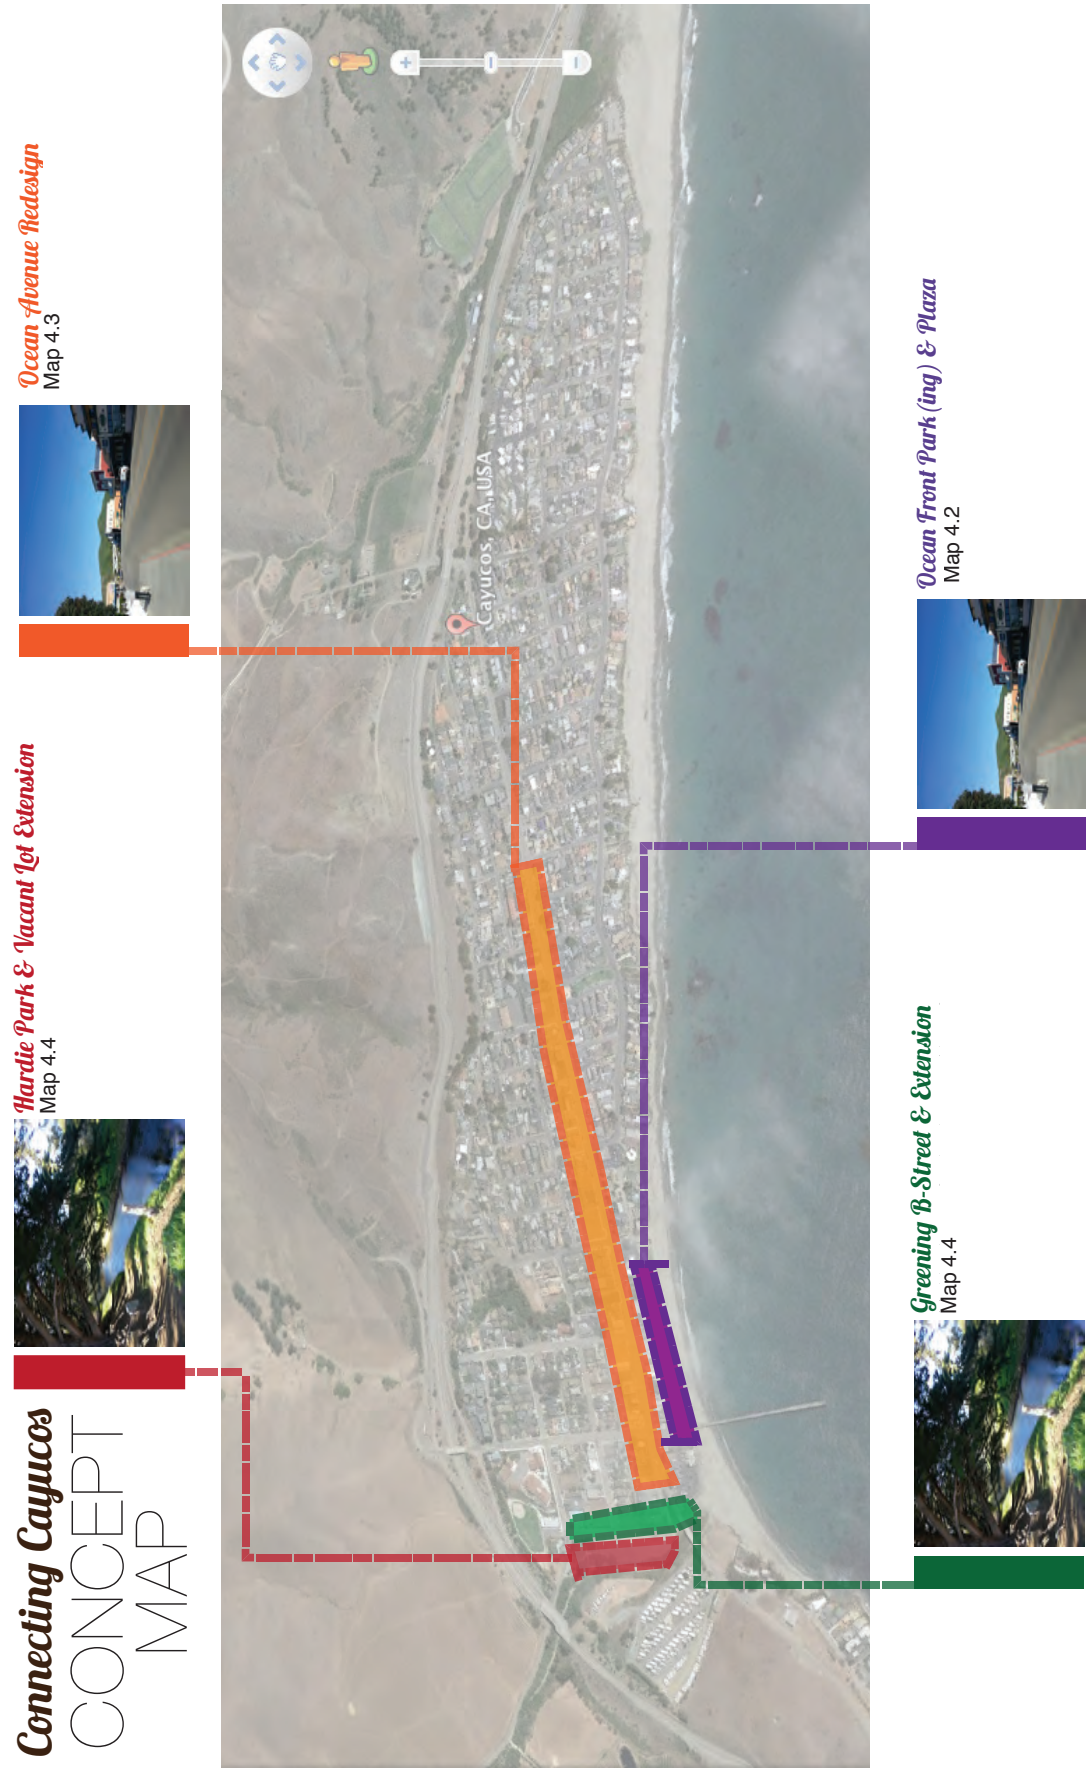 Connecting Cayucos
CONCEPT
MAP
Hardie Park & Vacant Lot Extension
Map 4.4
Ocean Avenue Redesign
Map 4.3
Cayucos, CA, USA
Greening B-Street & Extension
Map 4.4
Ocean Front Park(ing) & Plaza
Map 4.2